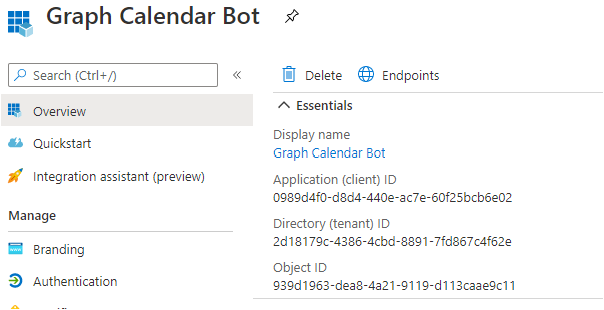 Graph Calendar Bot
Search (Ctrl+/)
«
Overview
Quickstart
Integration assistant (preview)
Manage
Branding
Authentication
Delete
Endpoints
Essentials
Display name
Graph Calendar Bot
Application (client) ID
0989d4f0-d8d4-440e-ac7e-60f25bcb6e02
Directory (tenant) ID
2d18179c-4386-4cbd-8891-7fd867c4f62e
Object ID
939d1963-dea8-4a21-9119-d113caae9c11